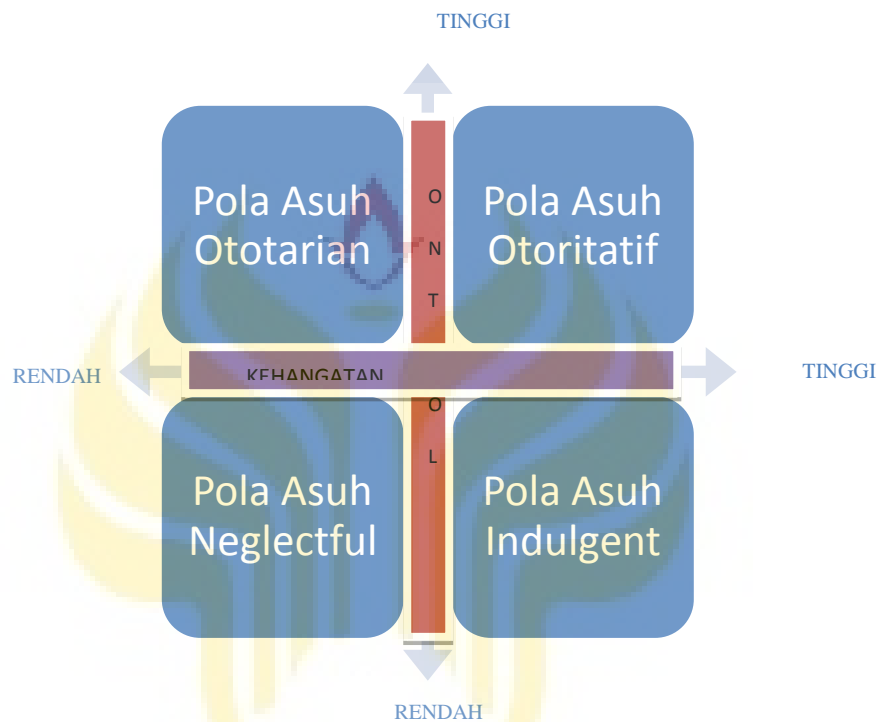 TINGGI
Pola Asuh
Ototarian
Pola Asuh
Otoritatif
O
N
T
RENDAH
KEHANGATAN
TINGGI
O
L
Pola Asuh
Neglectful
Pola Asuh
Indulgent
RENDAH